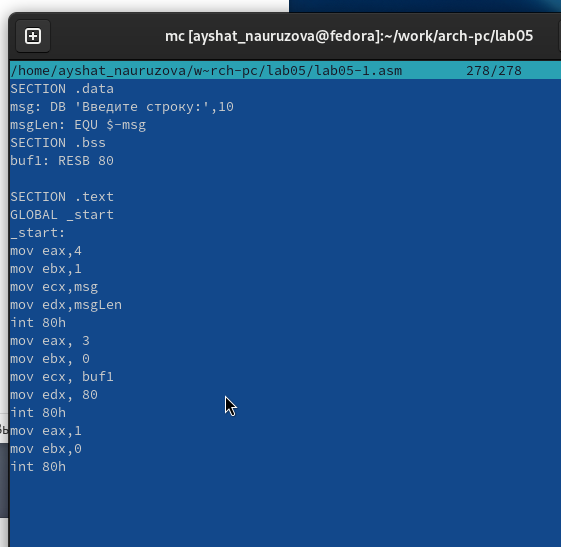 mc [ayshat_nauruzova@fedora]:~/work/arch-pc/lab05
/home/ayshat_nauruzova/w~rch-pc/lab05/lab05-1.asm 278/278
SECTION .data
msg: DB 'Введите строку:',10
msgLen: EQU $-msg
SECTION .bss
buf1: RESB 80
SECTION .text
GLOBAL _start
_start:
mov eax,4
mov ebx,1
mov ecx,msg
mov edx,msgLen
int 80h
mov eax, 3
mov ebx, 0
mov ecx, buf1
mov edx, 80
int 80h
mov eax,1
mov ebx,0
int 80h